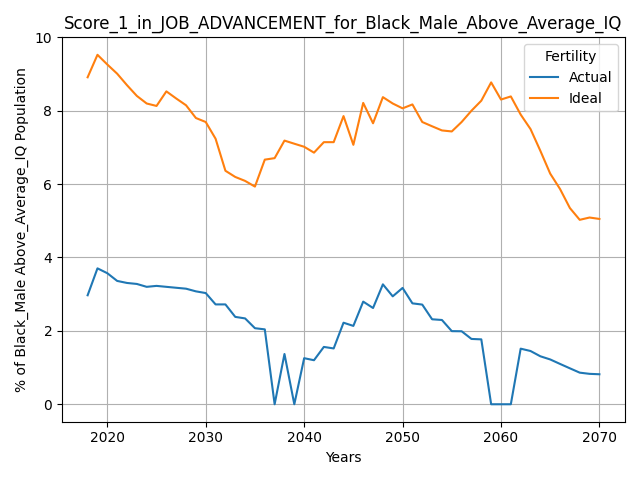 Score_1_in_JOB_ADVANCEMENT_for_Black_Male_Above_Average_IQ
% of Black_Male Above_Average_IQ Population
10
8
6
4
2
0
Fertility
Actual
Ideal
2020 2030 2040 2050 2060 2070
Years